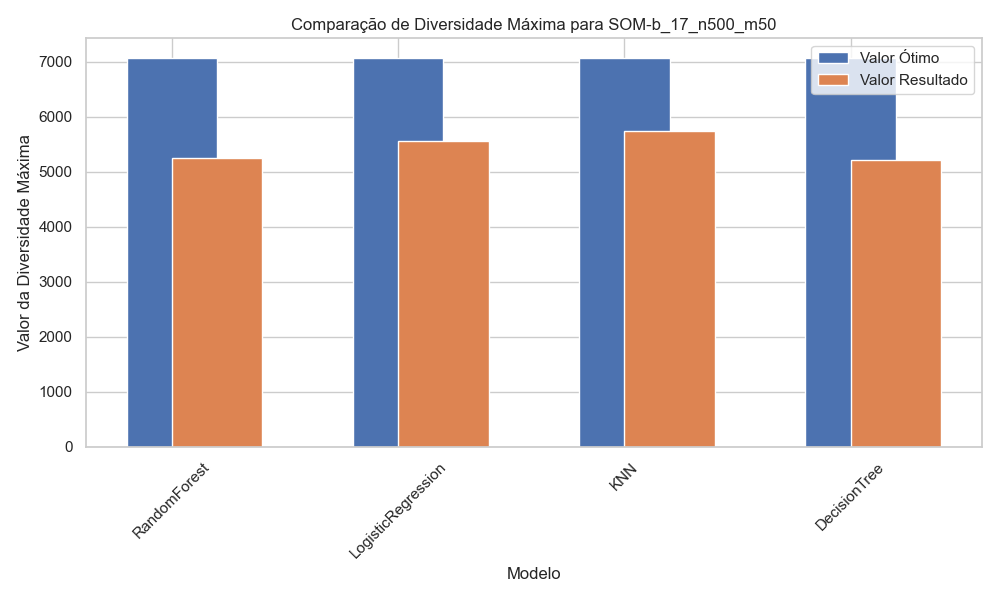 Comparação de Diversidade Máxima para SOM-b_17_n500_m50
Valor Ótimo
Valor Resultado
Valor da Diversidade Máxima
7000
6000
5000
4000
3000
2000
1000
0
RandomForest
LogisticRegression
KNN
DecisionTree
Modelo